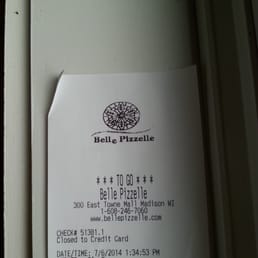 Belle Pizzelle
*** TO GO ***
Belle Pizzelle
300 East Towne Mall Madison WI
1-608-246-7060
www.bellepizzelle.com
CHECK# 51301.1
Closed to Credit Card
DATE/TIME: 7/6/2014 1:34:53 PM